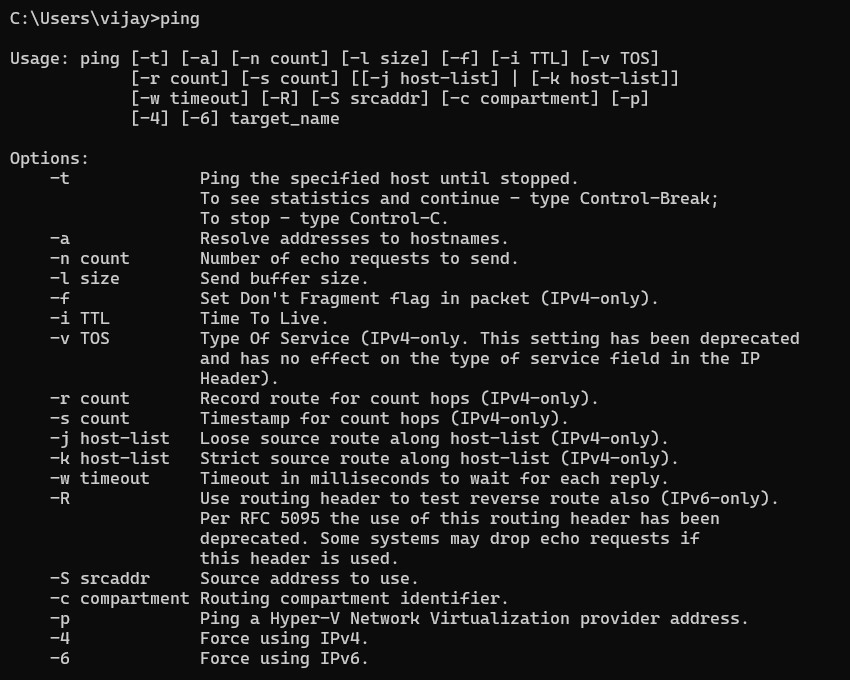 C:\Users\vijay>ping

Usage: ping [-t] [-a] [-n count] [-l size] [-f] [-i TTL] [-v TOS]
            [-r count] [-s count] [[-j host-list] | [-k host-list]]
            [-w timeout] [-R] [-S srcaddr] [-c compartment] [-p]
            [-4] [-6] target_name

Options:
    -t             Ping the specified host until stopped.
                   To see statistics and continue - type Control-Break;
                   To stop - type Control-C.
    -a             Resolve addresses to hostnames.
    -n count       Number of echo requests to send.
    -l size        Send buffer size.
    -f             Set Don't Fragment flag in packet (IPv4-only).
    -i TTL         Time To Live.
    -v TOS         Type Of Service (IPv4-only. This setting has been deprecated
                   and has no effect on the type of service field in the IP
                   Header).
    -r count       Record route for count hops (IPv4-only).
    -s count       Timestamp for count hops (IPv4-only).
    -j host-list   Loose source route along host-list (IPv4-only).
    -k host-list   Strict source route along host-list (IPv4-only).
    -w timeout     Timeout in milliseconds to wait for each reply.
    -R             Use routing header to test reverse route also (IPv6-only).
                   Per RFC 5095 the use of this routing header has been
                   deprecated. Some systems may drop echo requests if
                   this header is used.
    -S srcaddr     Source address to use.
    -c compartment Routing compartment identifier.
    -p             Ping a Hyper-V Network Virtualization provider address.
    -4             Force using IPv4.
    -6             Force using IPv6.